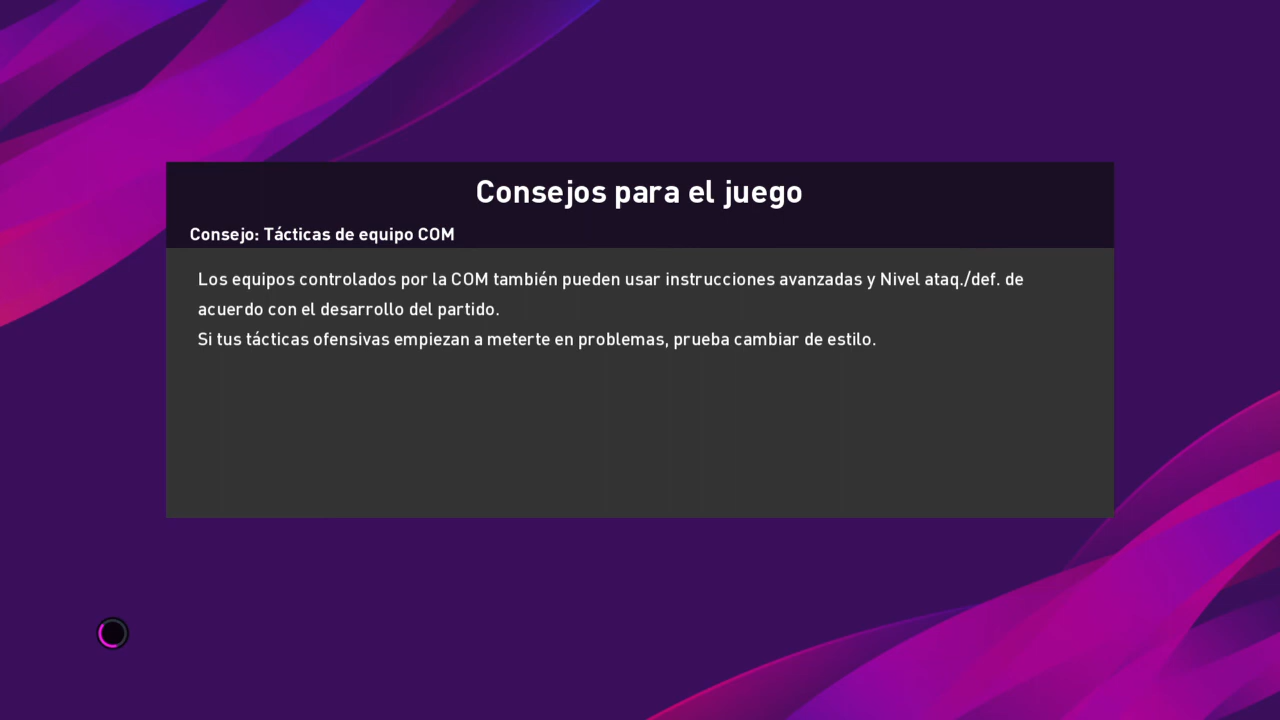 Consejos para el juego
Consejo: Tácticas de equipo COM
Los equipos controlados por la COM también pueden usar instrucciones avanzadas y Nivel ataq./def. de
acuerdo con el desarrollo del partido.
Si tus tácticas ofensivas empiezan a meterte en problemas, prueba cambiar de estilo.